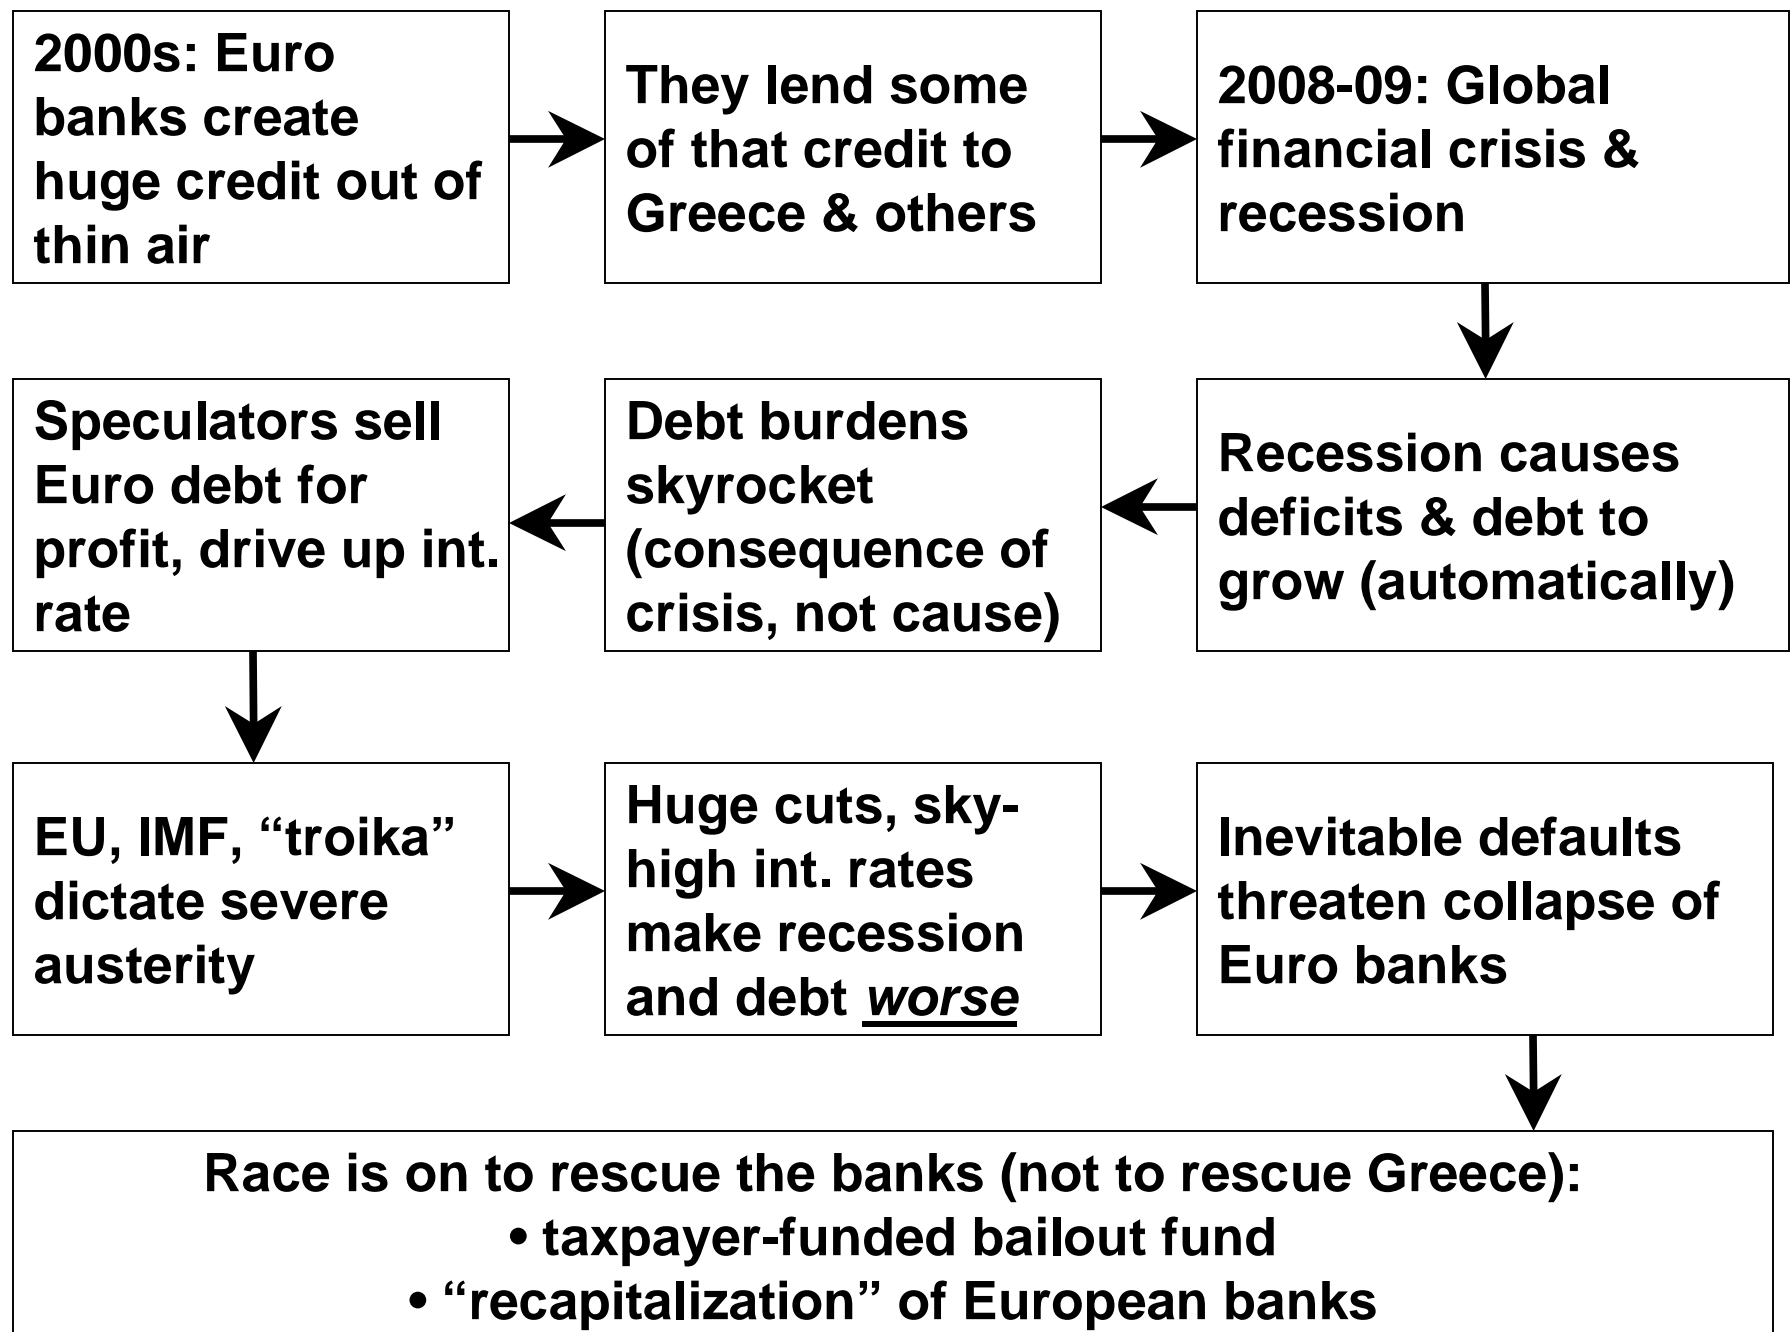 2000s: Euro
banks create
huge credit out of
thin air
They lend some
of that credit to
Greece & others
2008-09: Global
financial crisis &
recession
Recession causes
deficits & debt to
grow (automatically)
Debt burdens
skyrocket
(consequence of
crisis, not cause)
Speculators sell
Euro debt for
profit, drive up int.
rate
EU, IMF, “troika”
dictate severe
austerity
Huge cuts, sky-
high int. rates
make recession
and debt worse
Inevitable defaults
threaten collapse of
Euro banks
Race is on to rescue the banks (not to rescue Greece):
• taxpayer-funded bailout fund
• “recapitalization” of European banks